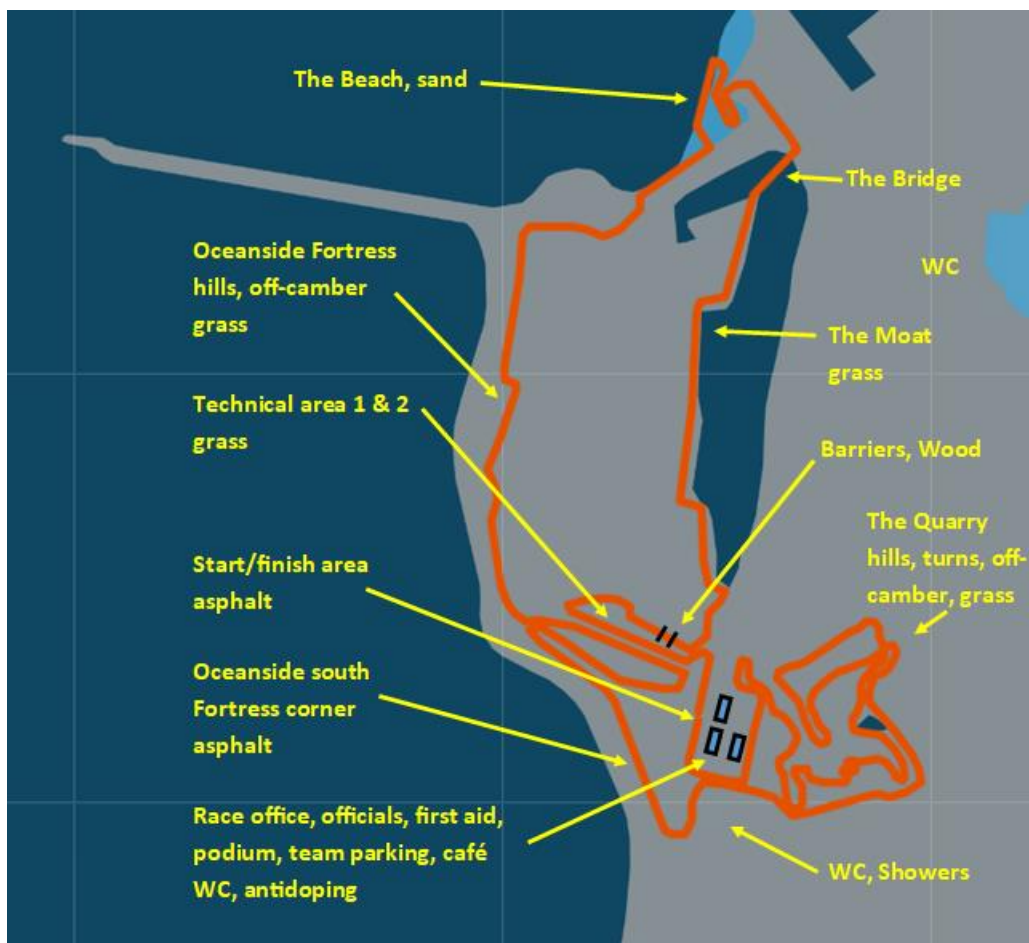 The Beach, sand
The Bridge
Oceanside Fortress
hills, off-camber
grass
WC
The Moat
grass
Technical area 1 & 2
grass
Barriers, Wood
The Quarry
hills, turns, off-
camber, grass
Start/finish area
asphalt
Oceanside south
Fortress corner
asphalt
Race office, officials, first aid,
podium, team parking, café
WC, antidoping
WC, Showers